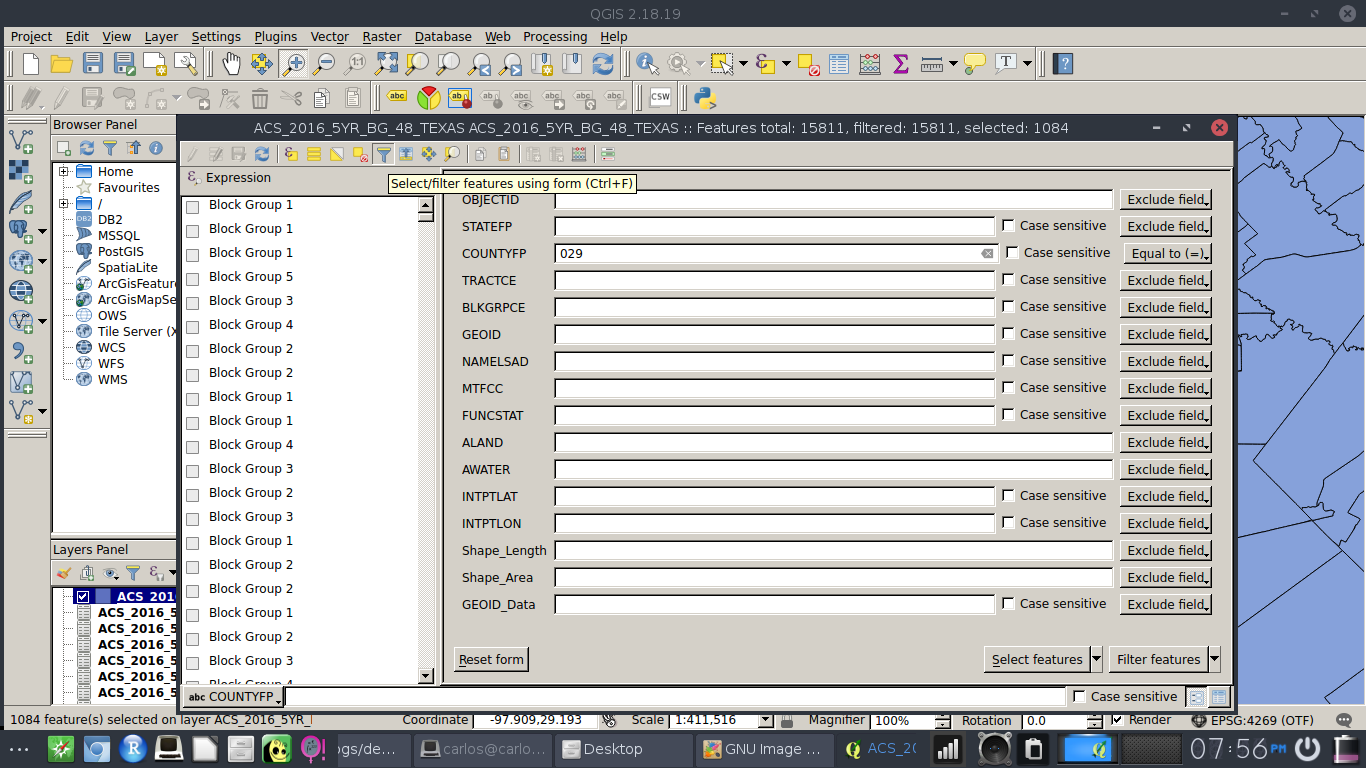 QGIS 2.18.19
Project Edit View Layer Settings Plugins Vector Raster Database Web Processing Help
abc abc CSW
Browser Panel
ACS_2016_5YR_BG_48_TEXAS ACS_2016_5YR_BG_48_TEXAS :: Features total: 15811, filtered: 15811, selected: 1084
Home
Favourites
/
DB2
MSSQL
PostGIS
SpatiaLite
ArcGisFeatur
ArcGisMapSe
OWS
Tile Server (X
WCS
WFS
WMS
Layers Panel
ACS_201
ACS_2016_5
ACS_2016_5
ACS_2016_5
ACS_2016_5
ACS_2016_5
ACS_2016_5
Expression
Select/filter features using form (Ctrl+F)
Block Group 1
Block Group 1
Block Group 1
Block Group 5
Block Group 3
Block Group 4
Block Group 2
Block Group 2
Block Group 1
Block Group 1
Block Group 4
Block Group 3
Block Group 2
Block Group 3
Block Group 1
Block Group 2
Block Group 2
Block Group 1
Block Group 2
Block Group 3
Block Group 4
OBJECTID Exclude field
STATEFP Case sensitive Exclude field
COUNTYFP 029 Case sensitive Equal to (=)
TRACTCE Case sensitive Exclude field
BLKGRPCE Case sensitive Exclude field
GEOID Case sensitive Exclude field
NAMELSAD Case sensitive Exclude field
MTFCC Case sensitive Exclude field
FUNCSTAT Case sensitive Exclude field
ALAND Exclude field
AWATER Exclude field
INTPTLAT Case sensitive Exclude field
INTPTLON Case sensitive Exclude field
Shape_Length Exclude field
Shape_Area Exclude field
GEOID_Data Case sensitive Exclude field
Reset form Select features Filter features
abc COUNTYFP Case sensitive
1084 feature(s) selected on layer ACS_2016_5YR_ Coordinate -97.909,29.193 Scale 1:411,516 Magnifier 100% Rotation 0.0 Render EPSG:4269 (OTF)
ogs/de... carlos@carlo... Desktop GNU Image ... ACS_20 07:56 PM